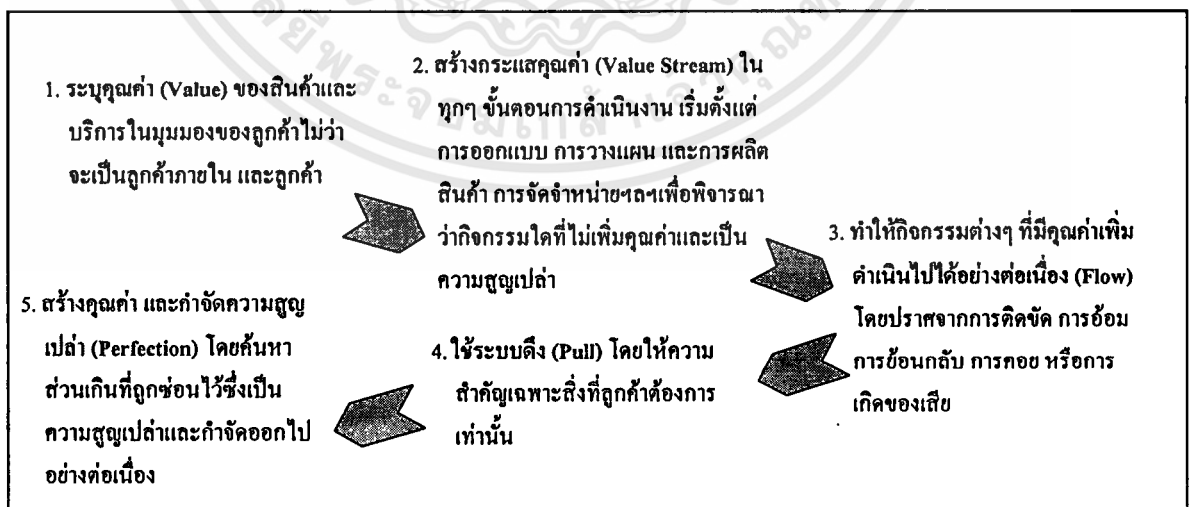 1. ระบุคุณค่า (Value) ของสินค้าและ
บริการในมุมมองของลูกค้าไม่ว่า
จะเป็นลูกค้าภายใน และลูกค้า
2. สร้างกระแสคุณค่า (Value Stream) ใน
ทุกๆ ขั้นตอนการดำเนินงาน เริ่มตั้งแต่
การออกแบบ การวางแผน และการผลิต
สินค้า การจัดจำหน่ายฯลฯเพื่อพิจารณา
ว่ากิจกรรมใดที่ไม่เพิ่มคุณค่าและเป็น
ความสูญเปล่า
3. ทำให้กิจกรรมต่างๆ ที่มีคุณค่าเพิ่ม
ดำเนินไปได้อย่างต่อเนื่อง (Flow)
โดยปราศจากการติดขัด การอ้อม
การย้อนกลับ การคอย หรือการ
เกิดของเสีย
4. ใช้ระบบดึง (Pull) โดยให้ความ
สำคัญเฉพาะสิ่งที่ลูกค้าต้องการ
เท่านั้น
5. สร้างคุณค่า และกำจัดความสูญ
เปล่า (Perfection) โดยค้นหา
ส่วนเกินที่ถูกซ่อนไว้ซึ่งเป็น
ความสูญเปล่าและกำจัดออกไป
อย่างต่อเนื่อง